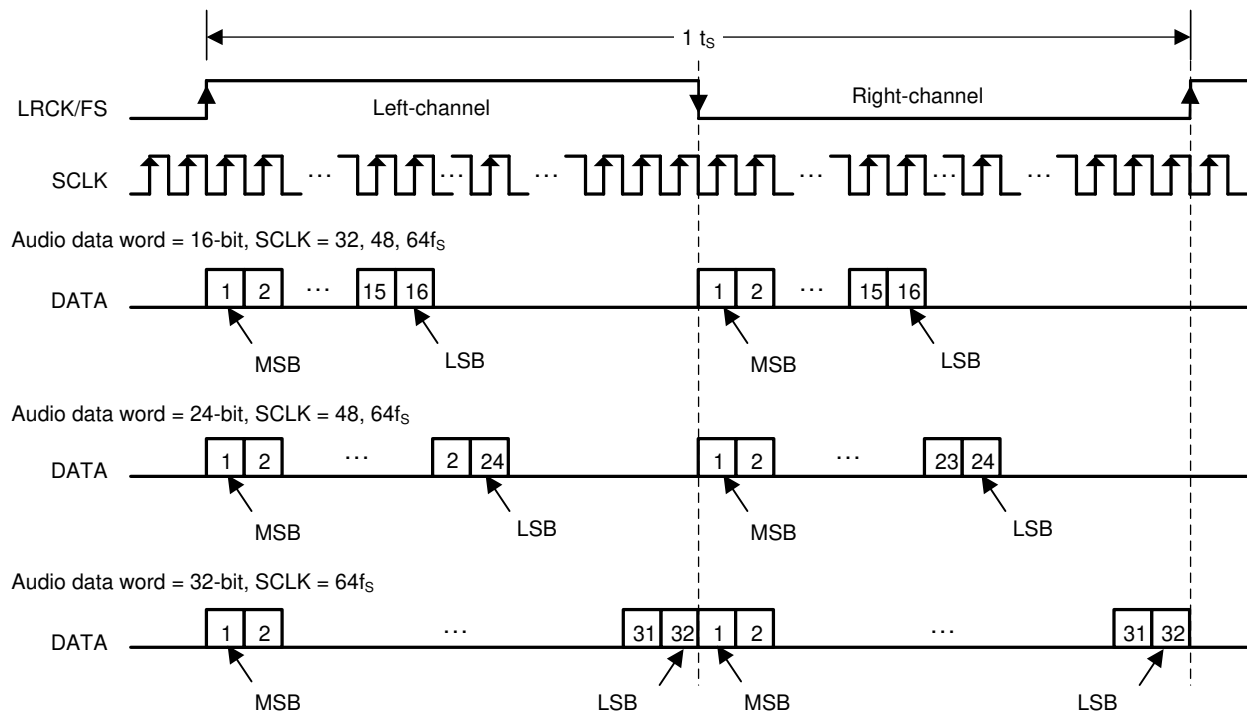 1 tS
LRCK/FS
Left-channel
Right-channel
SCLK
... ... ... ... ... ...
Audio data word = 16-bit, SCLK = 32, 48, 64fS
DATA
1 2 ... 15 16 1 2 ... 15 16
MSB LSB MSB LSB
Audio data word = 24-bit, SCLK = 48, 64fS
DATA
1 2 ... 2 24 1 2 ... 23 24
MSB LSB MSB LSB
Audio data word = 32-bit, SCLK = 64fS
DATA
1 2 ... 31 32 1 2 ... 31 32
MSB LSB MSB LSB